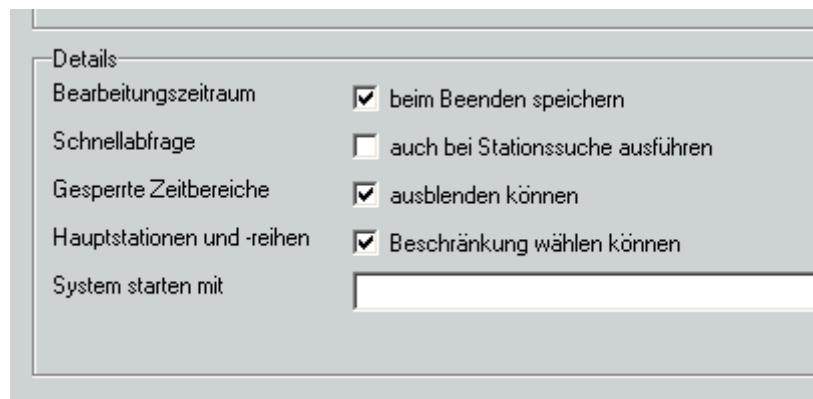 Details
Bearbeitungszeitraum beim Beenden speichern
Schnellabfrage auch bei Stationssuche ausführen
Gesperrte Zeitbereiche ausblenden können
Hauptstationen und -reihen Beschränkung wählen können
System starten mit